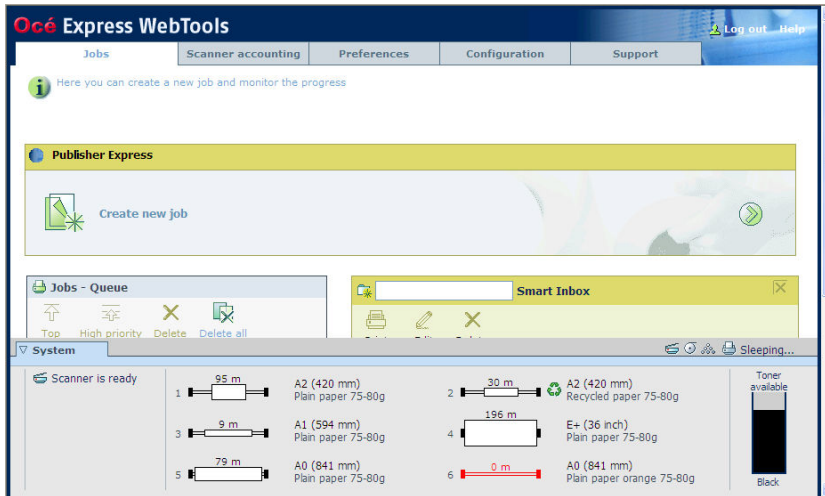 Océ Express WebTools
Log out Help
Jobs Scanner accounting Preferences Configuration Support
Here you can create a new job and monitor the progress
Publisher Express
Create new job
Jobs - Queue
Smart Inbox
Top High priority Delete Delete all
System
Sleeping...
Scanner is ready
1 95 m A2 (420 mm)
Plain paper 75-80g
2 30 m A2 (420 mm)
Recycled paper 75-80g
3 9 m A1 (594 mm)
Plain paper 75-80g
4 196 m E+ (36 inch)
Plain paper 75-80g
5 79 m A0 (841 mm)
Plain paper 75-80g
6 0 m A0 (841 mm)
Plain paper orange 75-80g
Toner
available
Black